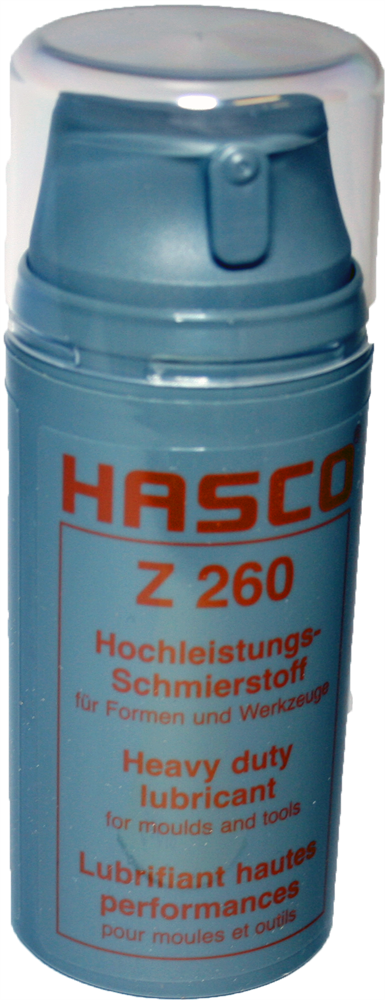 HASCO
Z 260
Hochleistungs-
Schmierstoff
für Formen und Werkzeuge
Heavy duty
lubricant
for moulds and tools
Lubrifiant hautes
performances
pour moules et outils